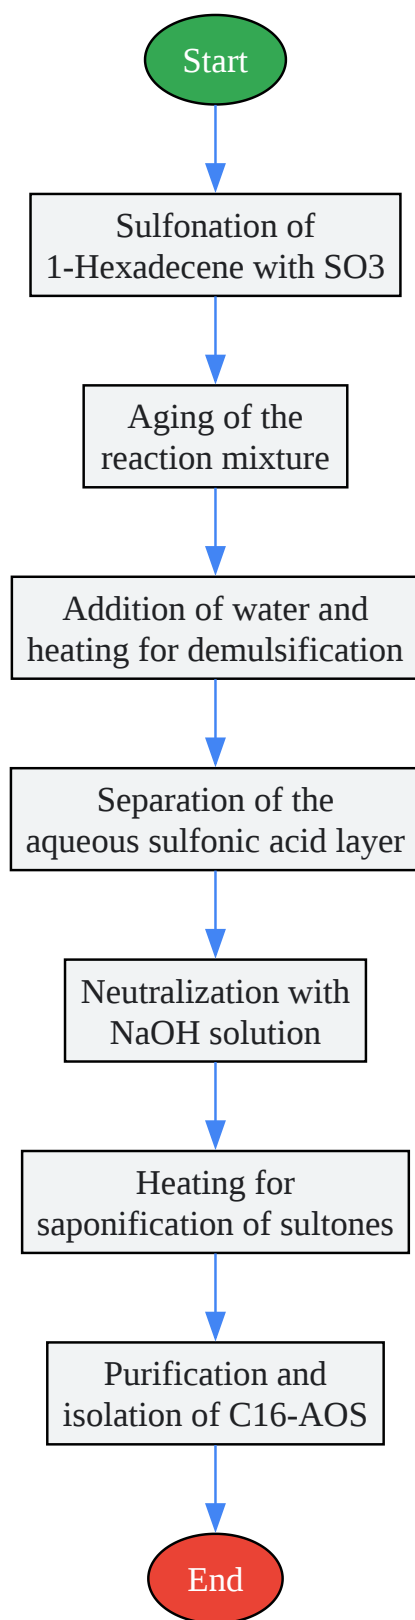 Start
Sulfonation of
1-Hexadecene with SO3
Aging of the
reaction mixture
Addition of water and
heating for demulsification
Separation of the
aqueous sulfonic acid layer
Neutralization with
NaOH solution
Heating for
saponification of sultones
Purification and
isolation of C16-AOS
End